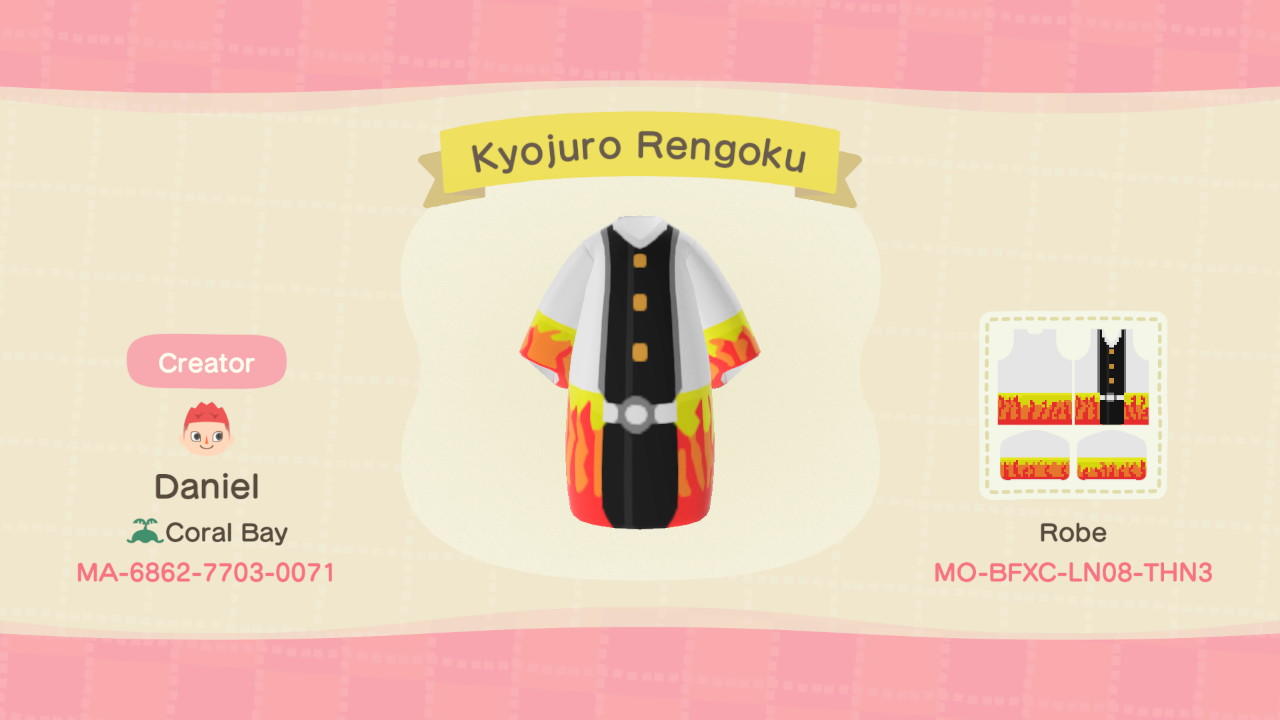 Kyojuro Rengoku
Creator
Daniel
Coral Bay
MA-6862-7703-0071
Robe
MO-BFXC-LN08-THN3